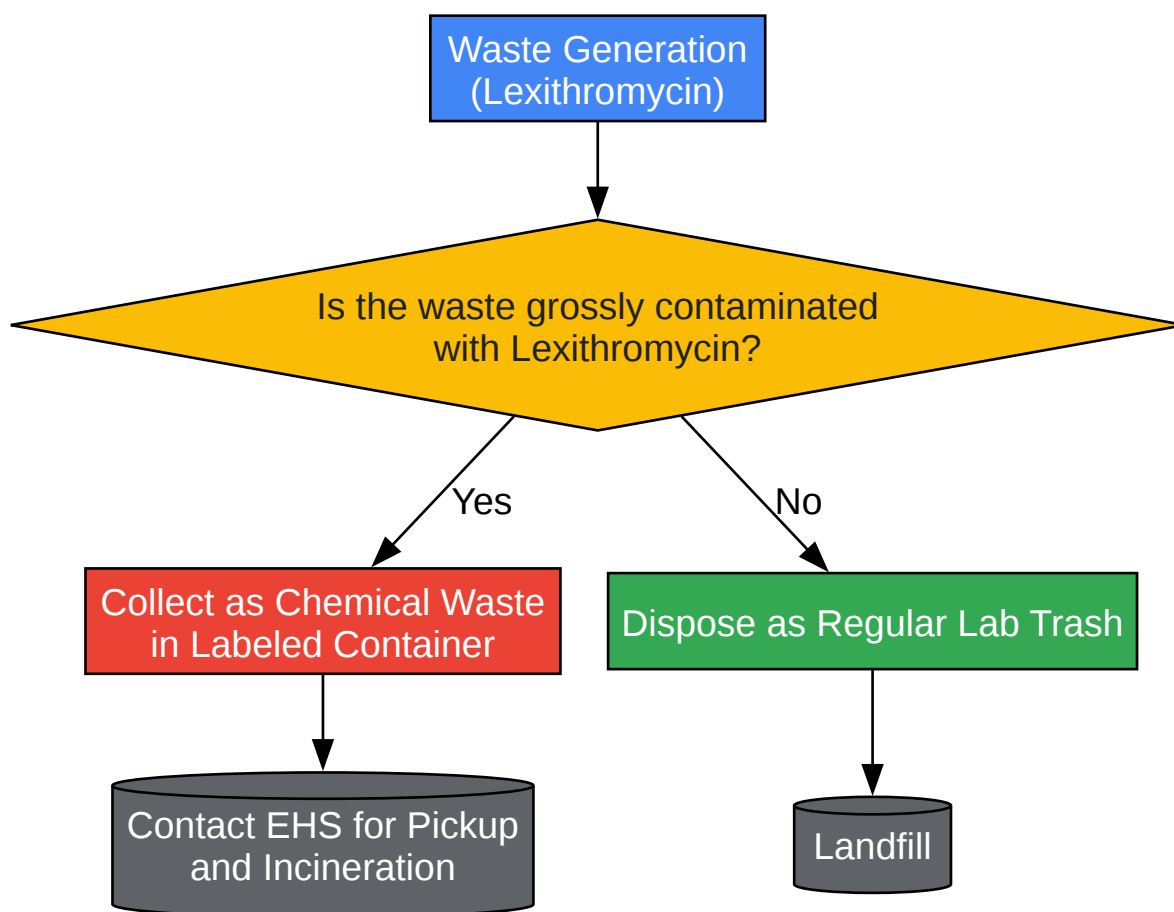 Waste Generation
(Lexithromycin)
Is the waste grossly contaminated
with Lexithromycin?
Yes
No
Collect as Chemical Waste
in Labeled Container
Dispose as Regular Lab Trash
Contact EHS for Pickup
and Incineration
Landfill